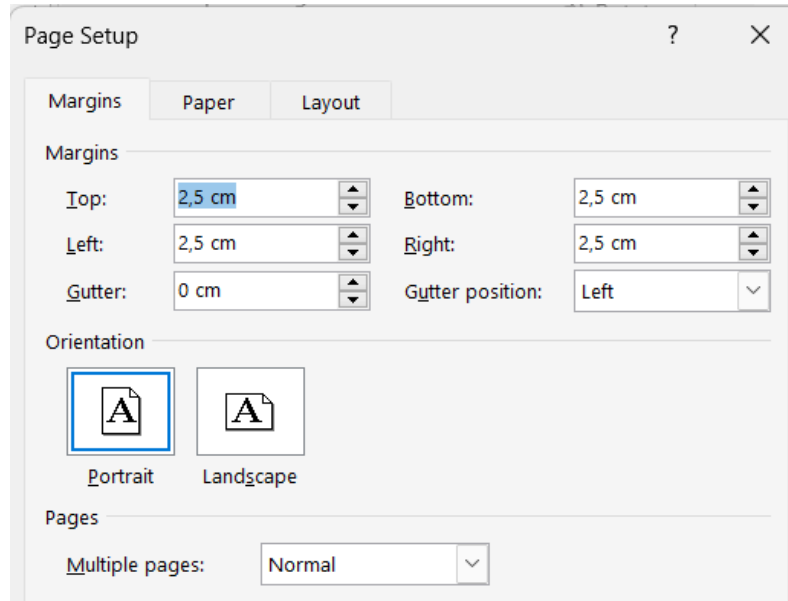 Page Setup ? ×
Margins Paper Layout
Margins
Top: 2,5 cm Bottom: 2,5 cm
Left: 2,5 cm Right: 2,5 cm
Gutter: 0 cm Gutter position: Left
Orientation
A A
Portrait Landscape
Pages
Multiple pages: Normal